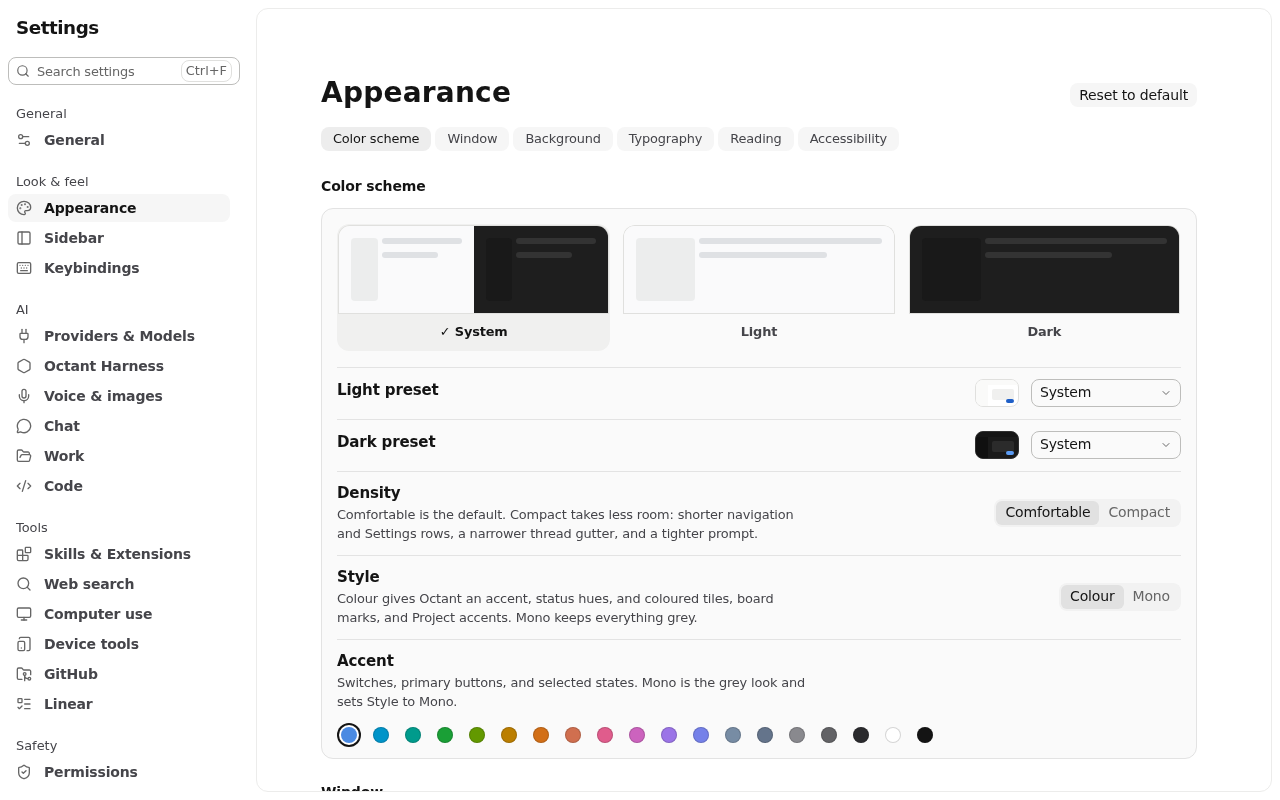 Settings
Search settings
Ctrl+F
General
General
Look & feel
Appearance
Sidebar
Keybindings
AI
Providers & Models
Octant Harness
Voice & images
Chat
Work
Code
Tools
Skills & Extensions
Web search
Computer use
Device tools
GitHub
Linear
Safety
Permissions
Appearance
Reset to default
Color scheme
Window
Background
Typography
Reading
Accessibility
Color scheme
✓ System
Light
Dark
Light preset
System
Dark preset
System
Density
Comfortable is the default. Compact takes less room: shorter navigation
and Settings rows, a narrower thread gutter, and a tighter prompt.
Comfortable
Compact
Style
Colour gives Octant an accent, status hues, and coloured tiles, board
marks, and Project accents. Mono keeps everything grey.
Colour
Mono
Accent
Switches, primary buttons, and selected states. Mono is the grey look and
sets Style to Mono.
Window